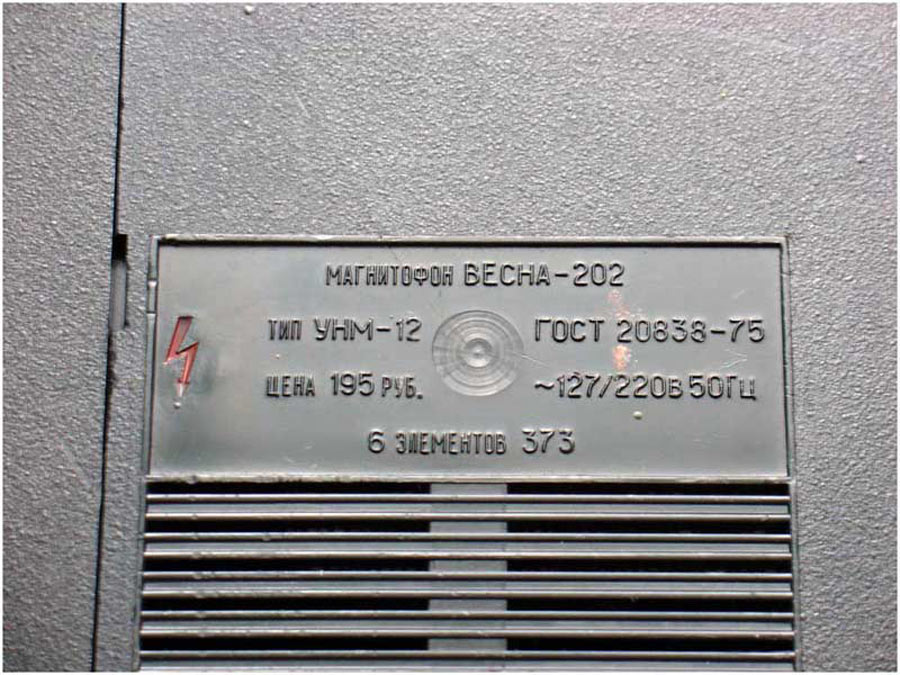 МАГНИТОФОН ВЕСНА-202
ТИП УНМ-12 ГОСТ 20838-75
ЦЕНА 195 РУБ. ~127/220В 50ГЦ
6 ЭЛЕМЕНТОВ 373